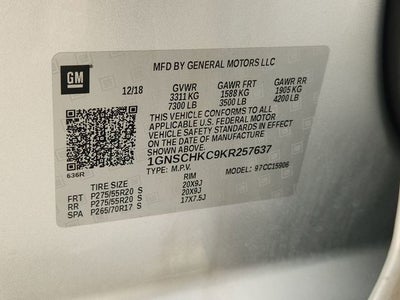 MFD BY GENERAL MOTORS LLC
GM
12/18 GVWR GAWR FRT GAWR RR
3311 KG 1588 KG 1905 KG
7300 LB 3500 LB 4200 LB
THIS VEHICLE CONFORMS TO ALL
APPLICABLE U.S. FEDERAL MOTOR
VEHICLE SAFETY STANDARDS IN EFFECT ON THE
DATE OF MANUFACTURE SHOWN ABOVE.
1GNSCHKC9KR257637
636R
TYPE: M.P.V. MODEL: 97CC15906
TIRE SIZE RIM
FRT P275/55R20 S 20X9J
RR P275/55R20 S 20X9J
SPA P265/70R17 S 17X7.5J